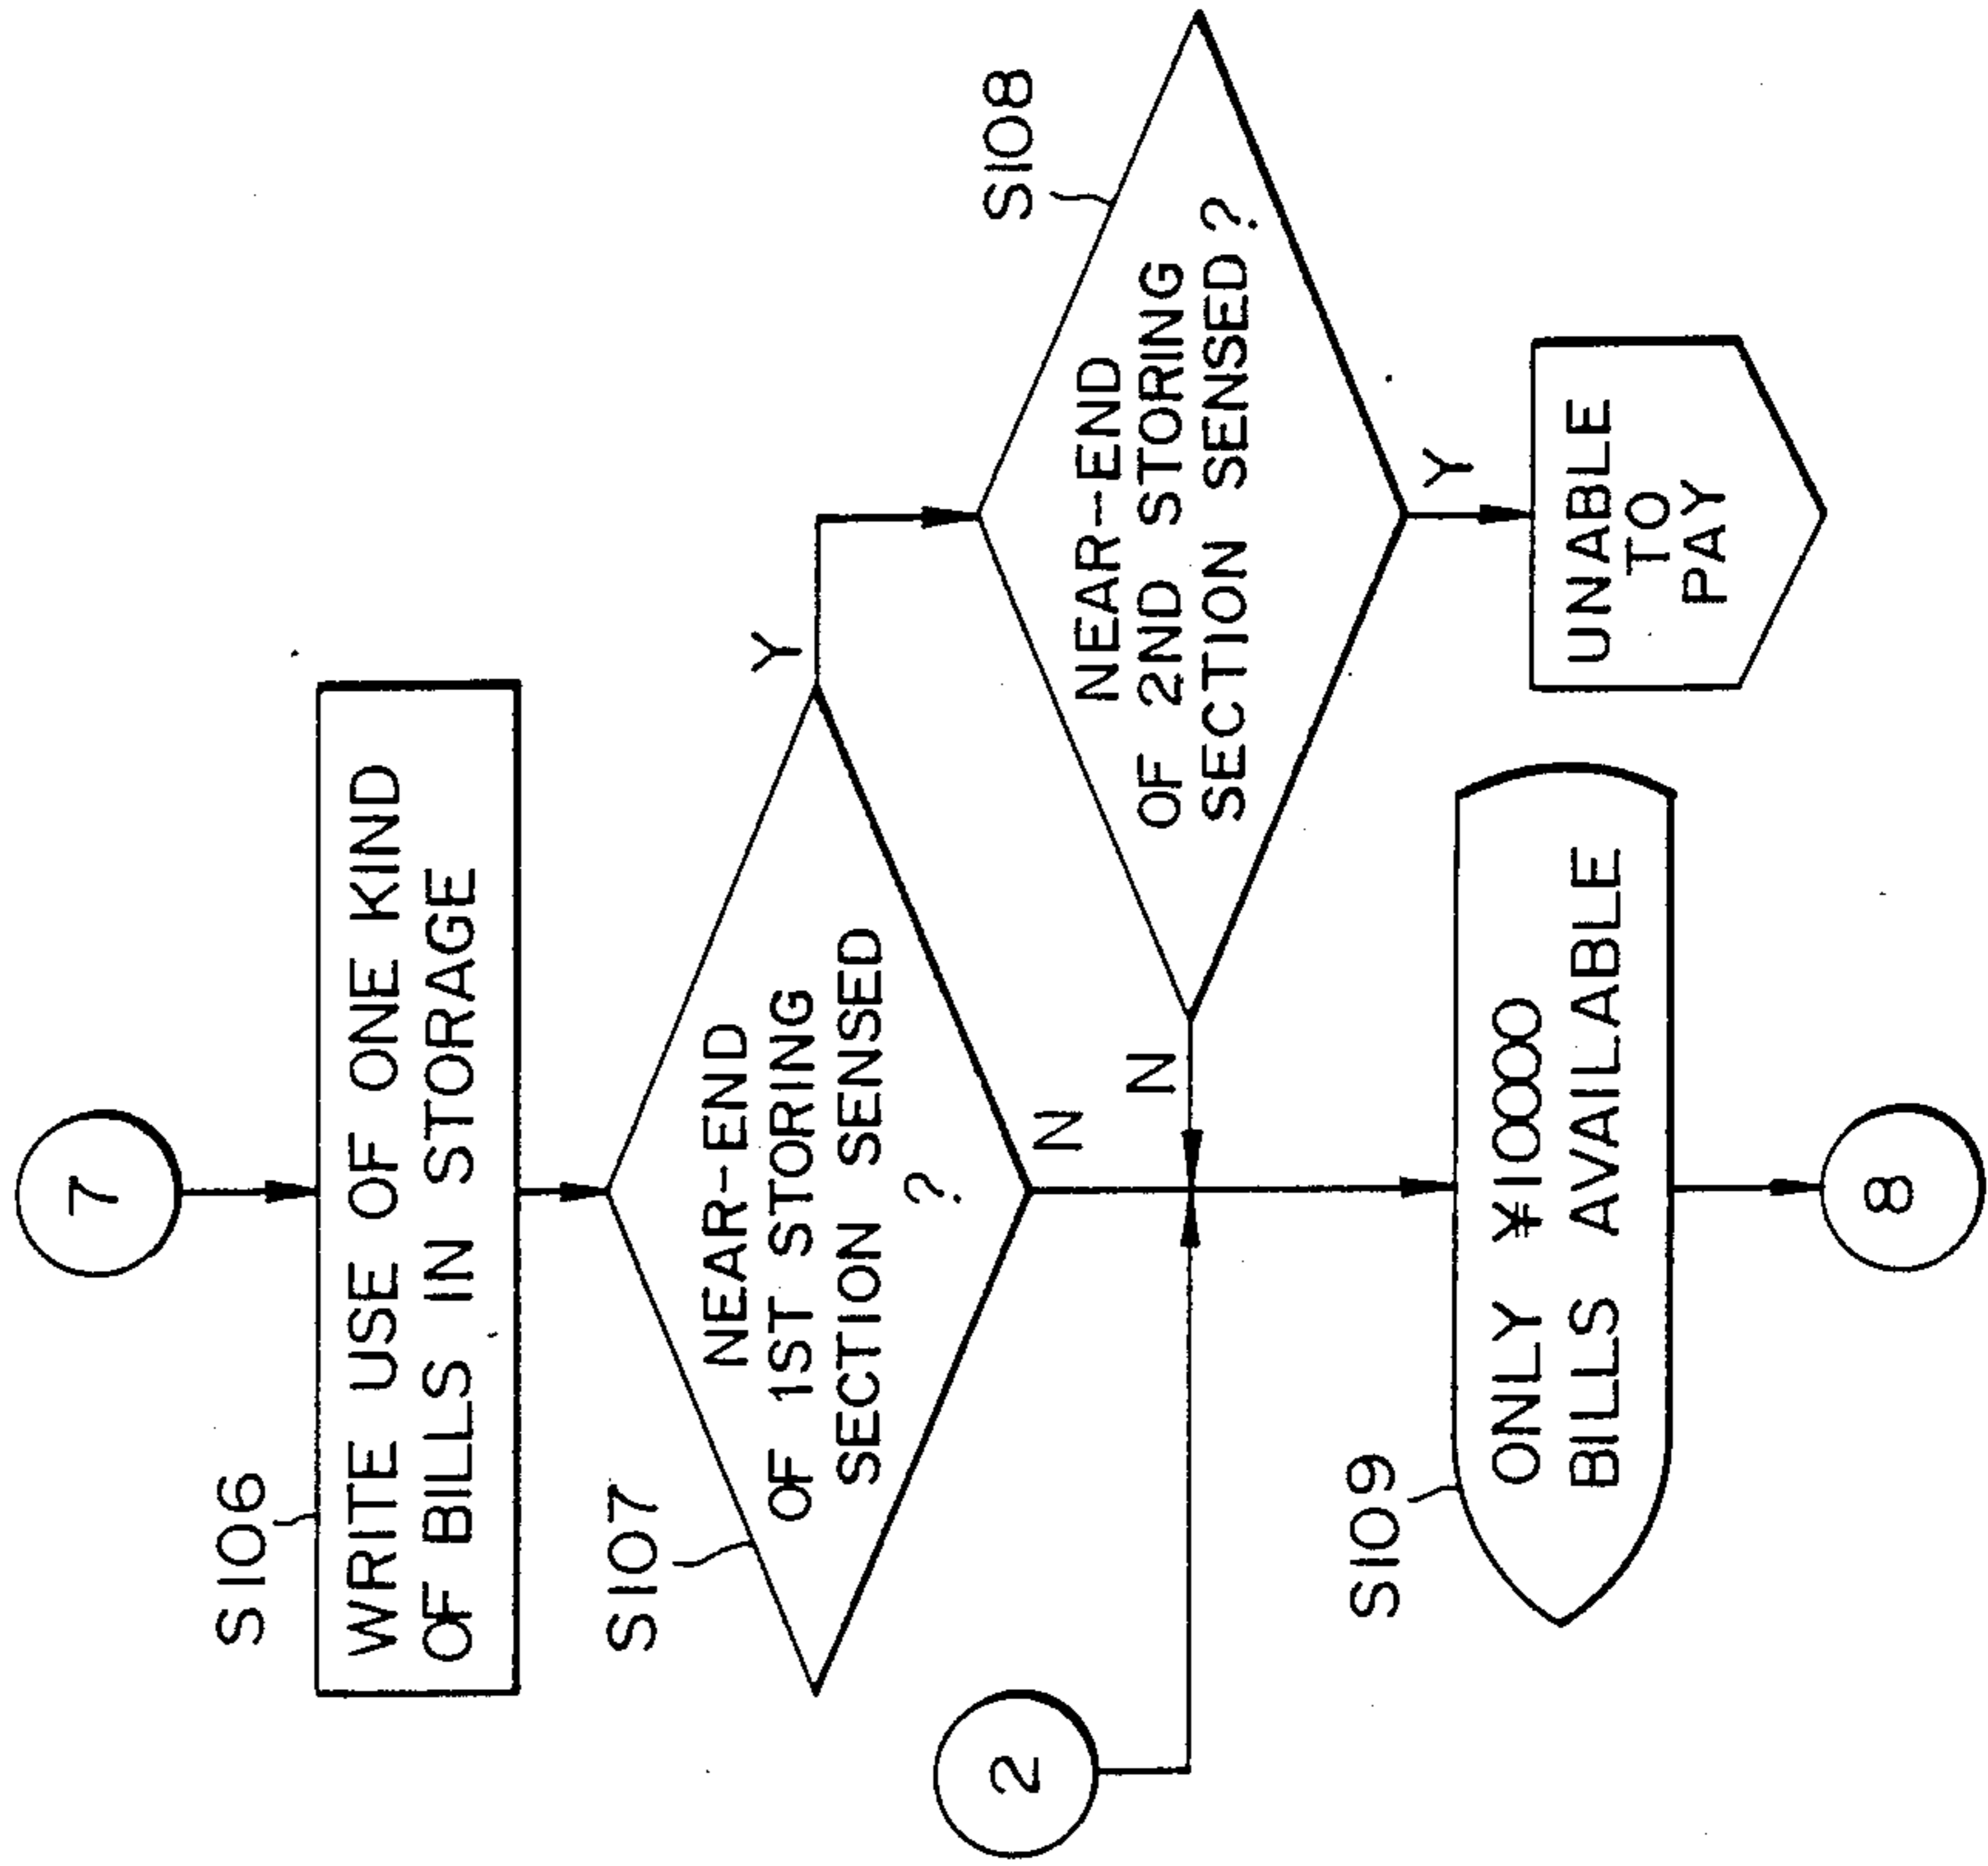 7
S106
WRITE USE OF ONE KIND
OF BILLS IN STORAGE
S107
NEAR-END
OF 1ST STORING
SECTION SENSED
?
Y
N
S108
NEAR-END
OF 2ND STORING
SECTION SENSED?
N
Y
UNABLE
TO
PAY
2
S109
ONLY ¥10000
BILLS AVAILABLE
8